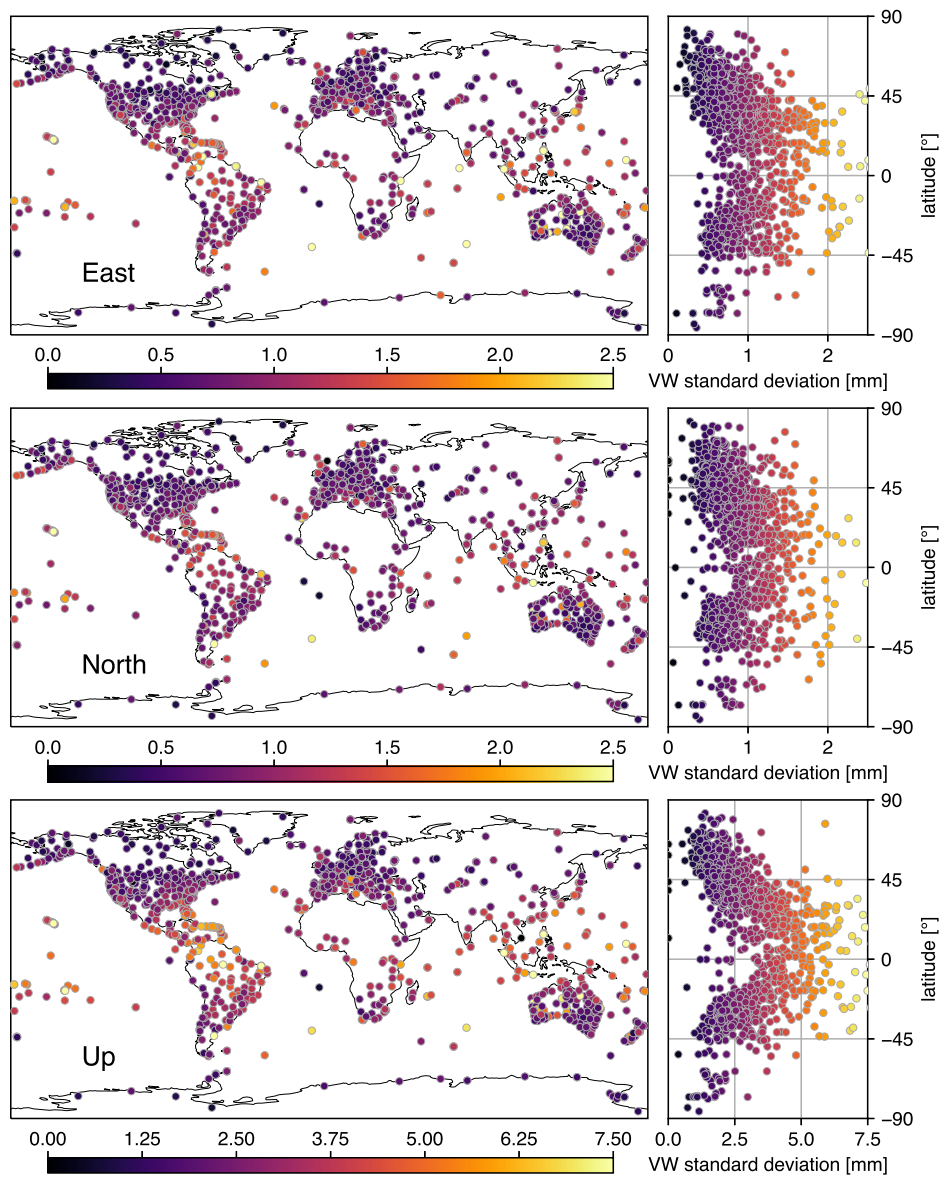 East
0.0 0.5 1.0 1.5 2.0 2.5
90
45
0
−45
−90
latitude [°]
0 1 2
VW standard deviation [mm]
North
0.0 0.5 1.0 1.5 2.0 2.5
90
45
0
−45
−90
latitude [°]
0 1 2
VW standard deviation [mm]
Up
0.00 1.25 2.50 3.75 5.00 6.25 7.50
90
45
0
−45
−90
latitude [°]
0.0 2.5 5.0 7.5
VW standard deviation [mm]